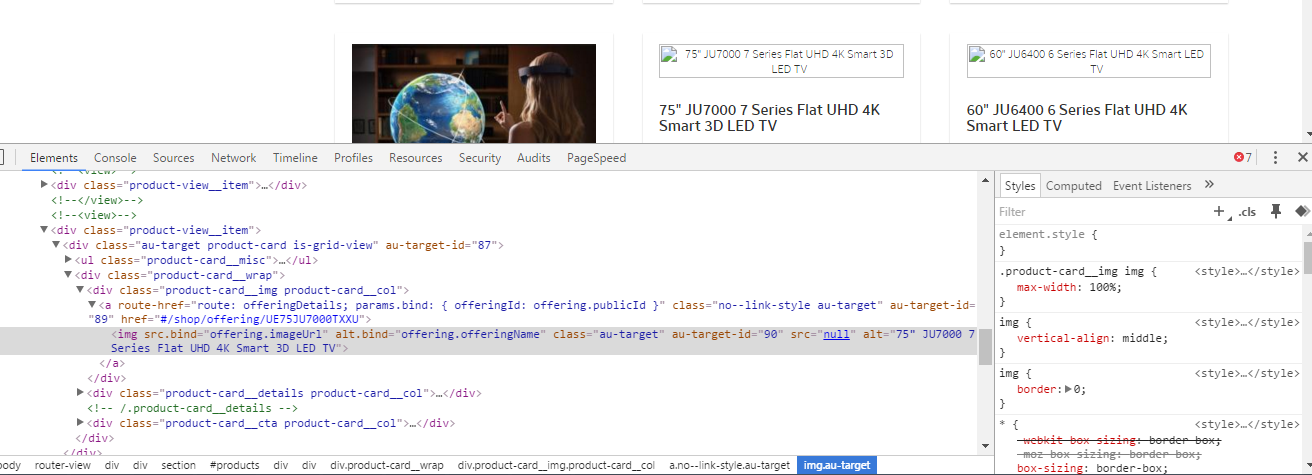 75" JU7000 7 Series Flat UHD 4K Smart 3D
LED TV
60" JU6400 6 Series Flat UHD 4K Smart LED
TV
75" JU7000 7 Series Flat UHD 4K
Smart 3D LED TV
60" JU6400 6 Series Flat UHD 4K
Smart LED TV
Elements Console Sources Network Timeline Profiles Resources Security Audits PageSpeed 7
<!--<view>-->
<div class="product-view__item">…</div>
<!--</view>-->
<!--<view>-->
<div class="product-view__item">
<div class="au-target product-card is-grid-view" au-target-id="87">
<ul class="product-card__misc">…</ul>
<div class="product-card__wrap">
<div class="product-card__img product-card__col">
<a route-href="route: offeringDetails; params.bind: { offeringId: offering.publicId }" class="no--link-style au-target" au-target-id=
"89" href="#/shop/offering/UE75JU7000TXXU">
<img src.bind="offering.imageUrl" alt.bind="offering.offeringName" class="au-target" au-target-id="90" src="null" alt="75" JU7000 7
Series Flat UHD 4K Smart 3D LED TV">
</a>
</div>
<div class="product-card__details product-card__col">…</div>
<!-- /.product-card__details -->
<div class="product-card__cta product-card__col">…</div>
</div>
</div>
body router-view div div section #products div div div.product-card__wrap div.product-card__img.product-card__col a.no--link-style.au-target img.au-target
Styles Computed Event Listeners »
Filter + .cls
element.style {
}
.product-card__img img { <style>…</style>
max-width: 100%;
}
img { <style>…</style>
vertical-align: middle;
}
img { <style>…</style>
border: 0;
}
* { <style>…</style>
-webkit-box-sizing: border-box;
-moz-box-sizing: border-box;
box-sizing: border-box;